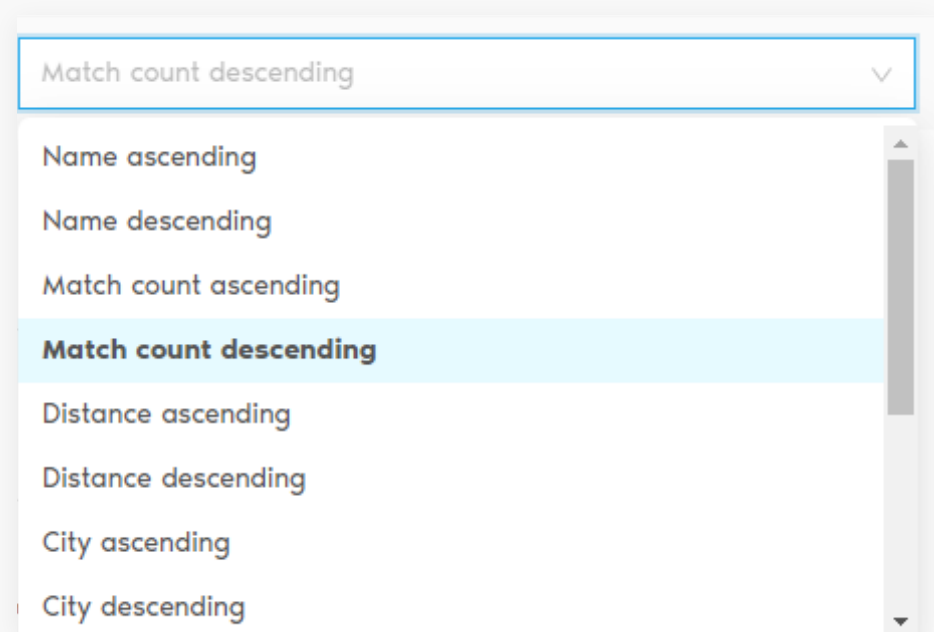 Match count descending
Name ascending
Name descending
Match count ascending
Match count descending
Distance ascending
Distance descending
City ascending
City descending